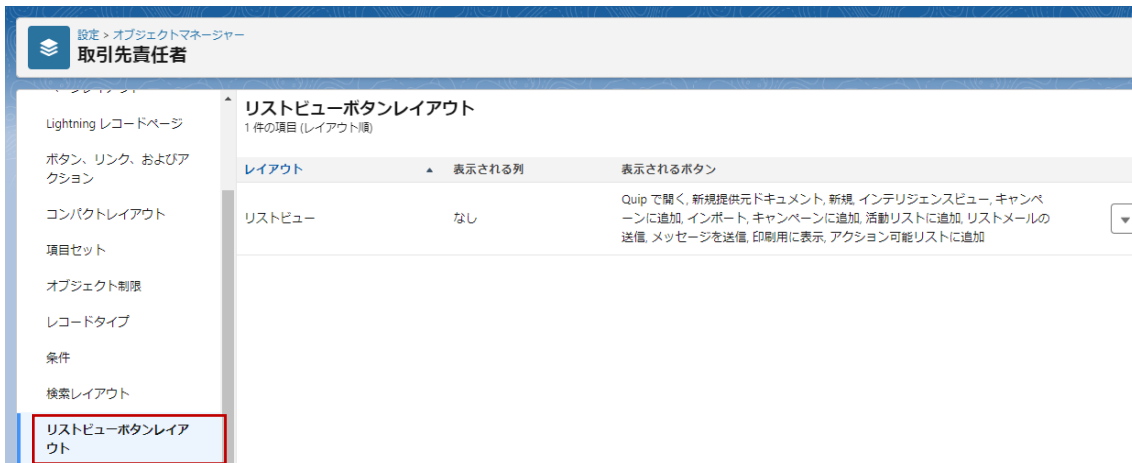 設定 > オブジェクトマネージャー
取引先責任者
Lightning レコードページ
ボタン、リンク、およびア
クション
コンパクトレイアウト
項目セット
オブジェクト制限
レコードタイプ
条件
検索レイアウト
リストビューボタンレイア
ウト
リストビューボタンレイアウト
1 件の項目 (レイアウト順)
レイアウト 表示される列 表示されるボタン
リストビュー なし Quip で開く, 新規提供元ドキュメント, 新規, インテリジェンスビュー, キャンペ
ーンに追加, インポート, キャンペーンに追加, 活動リストに追加, リストメールの
送信, メッセージを送信, 印刷用に表示, アクション可能リストに追加